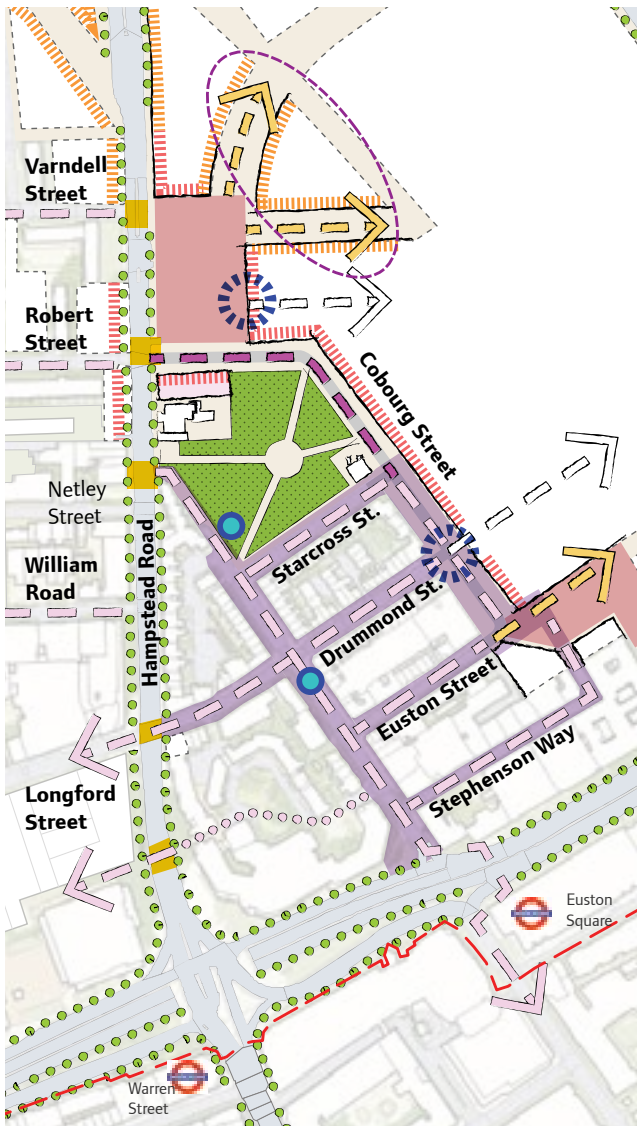 Varndell
Street
Robert
Street
Cobourg Street
Netley
Street
Starcross St.
William
Road
Hampstead Road
Drummond St.
Euston Street
Longford
Street
Stephenson Way
Euston
Square
Warren
Street